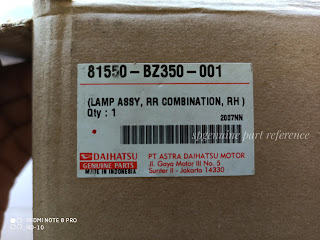 81550-BZ350-001
(LAMP ASSY, RR COMBINATION, RH)
Qty : 1
2007NN
spgenuine part reference
DAIHATSU
GENUINE PARTS
MADE IN INDONESIA
PT ASTRA DAIHATSU MOTOR
Jl. Gaya Motor III No. 5
Sunter II - Jakarta 14330
REDMI NOTE 8 PRO